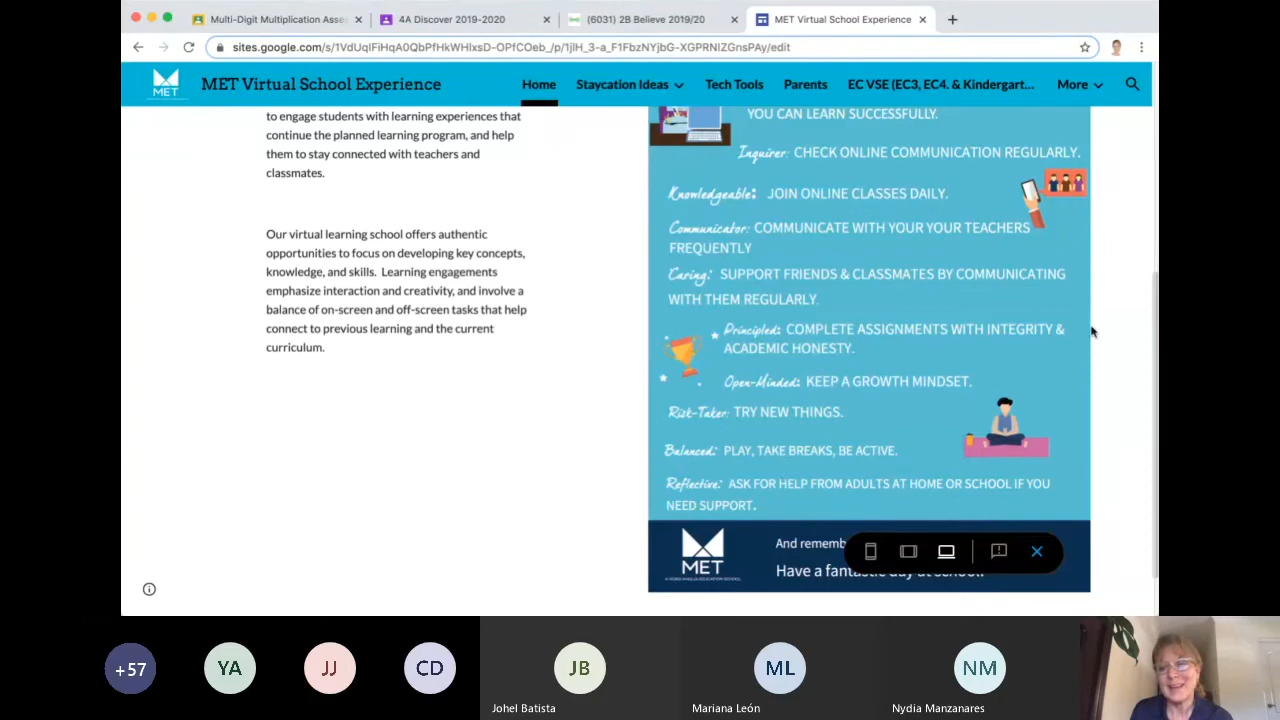 Multi-Digit Multiplication Asse
4A Discover 2019-2020
(6031) 2B Believe 2019/20
MET Virtual School Experience
sites.google.com/s/1VdUqIFiHqA0QbPfHkWHlxsD-OPfCOeb_/p/1jlH_3-a_F1FbzNYjbG-XGPRNIZGnsPAy/edit
MET
MET Virtual School Experience
Home
Staycation Ideas
Tech Tools
Parents
EC VSE (EC3, EC4. & Kindergart...
More
to engage students with learning experiences that
continue the planned learning program, and help
them to stay connected with teachers and
classmates.
Our virtual learning school offers authentic
opportunities to focus on developing key concepts,
knowledge, and skills. Learning engagements
emphasize interaction and creativity, and involve a
balance of on-screen and off-screen tasks that help
connect to previous learning and the current
curriculum.
YOU CAN LEARN SUCCESSFULLY.
Inquirer: CHECK ONLINE COMMUNICATION REGULARLY.
Knowledgeable: JOIN ONLINE CLASSES DAILY.
Communicator: COMMUNICATE WITH YOUR YOUR TEACHERS
FREQUENTLY
Caring: SUPPORT FRIENDS & CLASSMATES BY COMMUNICATING
WITH THEM REGULARLY.
Principled: COMPLETE ASSIGNMENTS WITH INTEGRITY &
ACADEMIC HONESTY.
Open-Minded: KEEP A GROWTH MINDSET.
Risk-Taker: TRY NEW THINGS.
Balanced: PLAY, TAKE BREAKS, BE ACTIVE.
Reflective: ASK FOR HELP FROM ADULTS AT HOME OR SCHOOL IF YOU
NEED SUPPORT.
MET
And rememb
Have a fantastic day at school!
+57
YA
JJ
CD
JB
ML
NM
Johel Batista
Mariana León
Nydia Manzanares